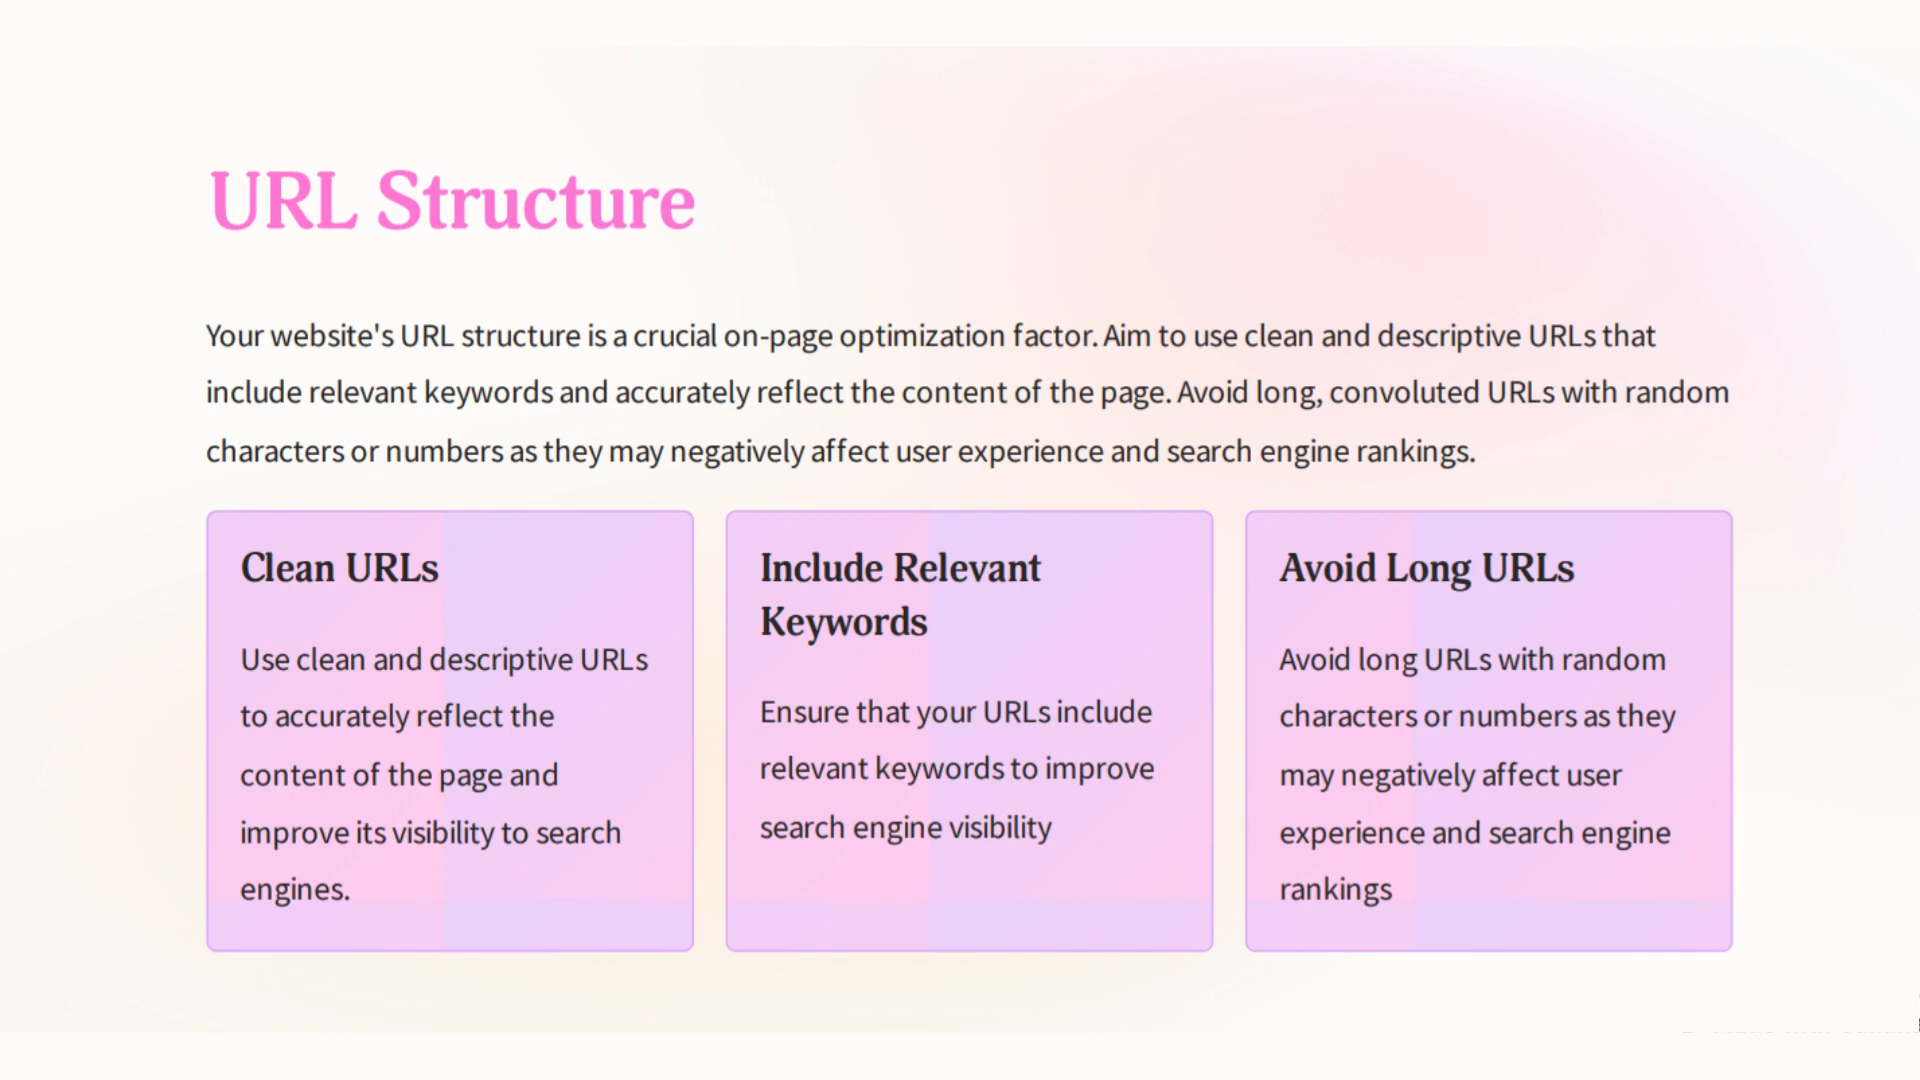 URL Structure
Your website's URL structure is a crucial on-page optimization factor. Aim to use clean and descriptive URLs that
include relevant keywords and accurately reflect the content of the page. Avoid long, convoluted URLs with random
characters or numbers as they may negatively affect user experience and search engine rankings.
Clean URLs
Use clean and descriptive URLs
to accurately reflect the
content of the page and
improve its visibility to search
engines.
Include Relevant
Keywords
Ensure that your URLs include
relevant keywords to improve
search engine visibility
Avoid Long URLs
Avoid long URLs with random
characters or numbers as they
may negatively affect user
experience and search engine
rankings